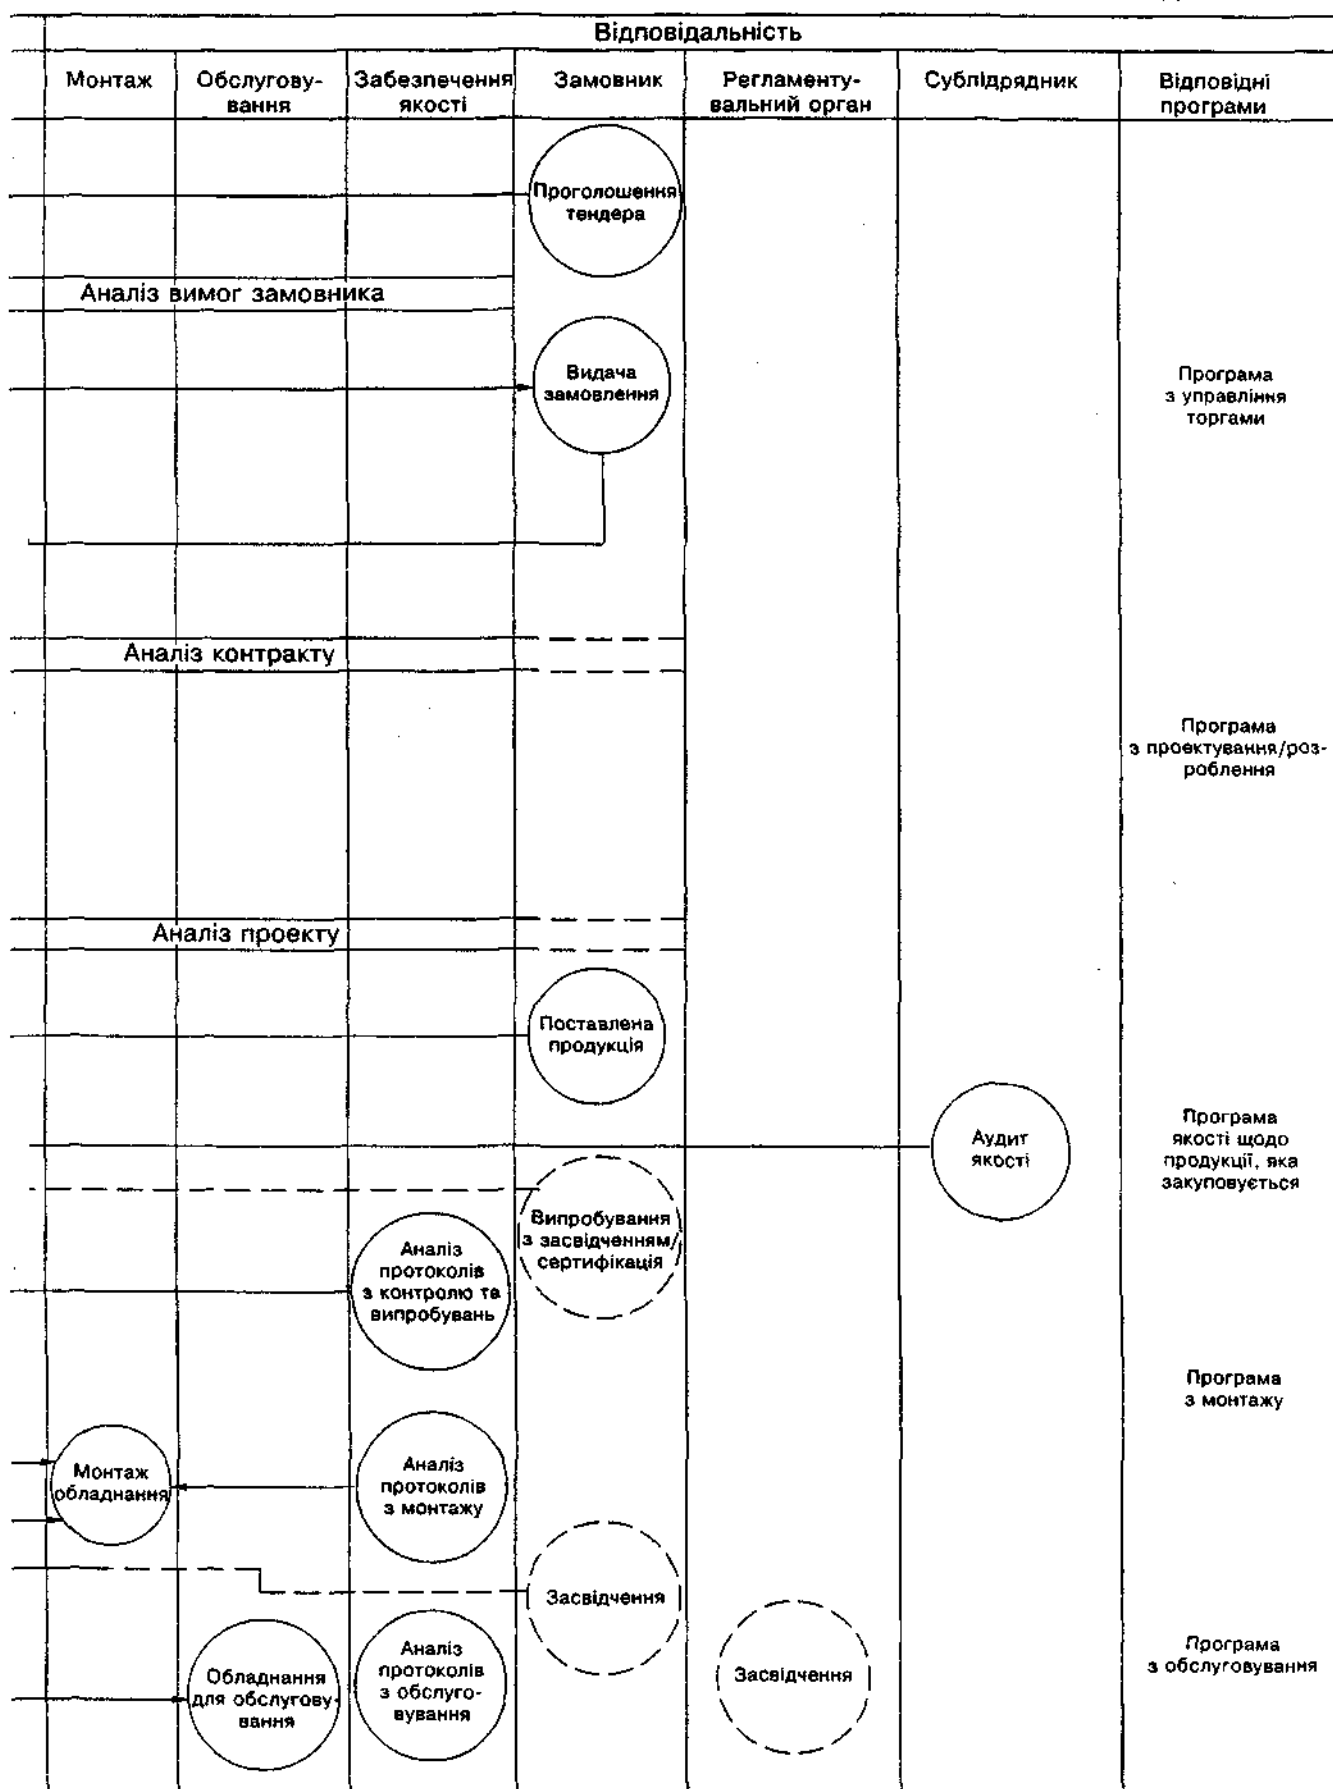 Відповідальність
Монтаж
Обслугову-
вання
Забезпечення
якості
Замовник
Регламенту-
вальний орган
Сублідрядник
Відповідні
програми
Проголошення
тендера
Аналіз вимог замовника
Видача
замовлення
Програма
з управління
торгами
Аналіз контракту
Програма
з проектування/роз-
роблення
Аналіз проекту
Поставлена
продукція
Аудит
якості
Програма
якості щодо
продукції, яка
закуповується
Випробування
з засвідченням/
сертифікація
Аналіз
протоколів
з контролю та
випробувань
Програма
з монтажу
Монтаж
обладнання
Аналіз
протоколів
з монтажу
Засвідчення
Обладнання
для обслугову-
вання
Аналіз
протоколів
з обслуго-
вування
Засвідчення
Програма
з обслуговування